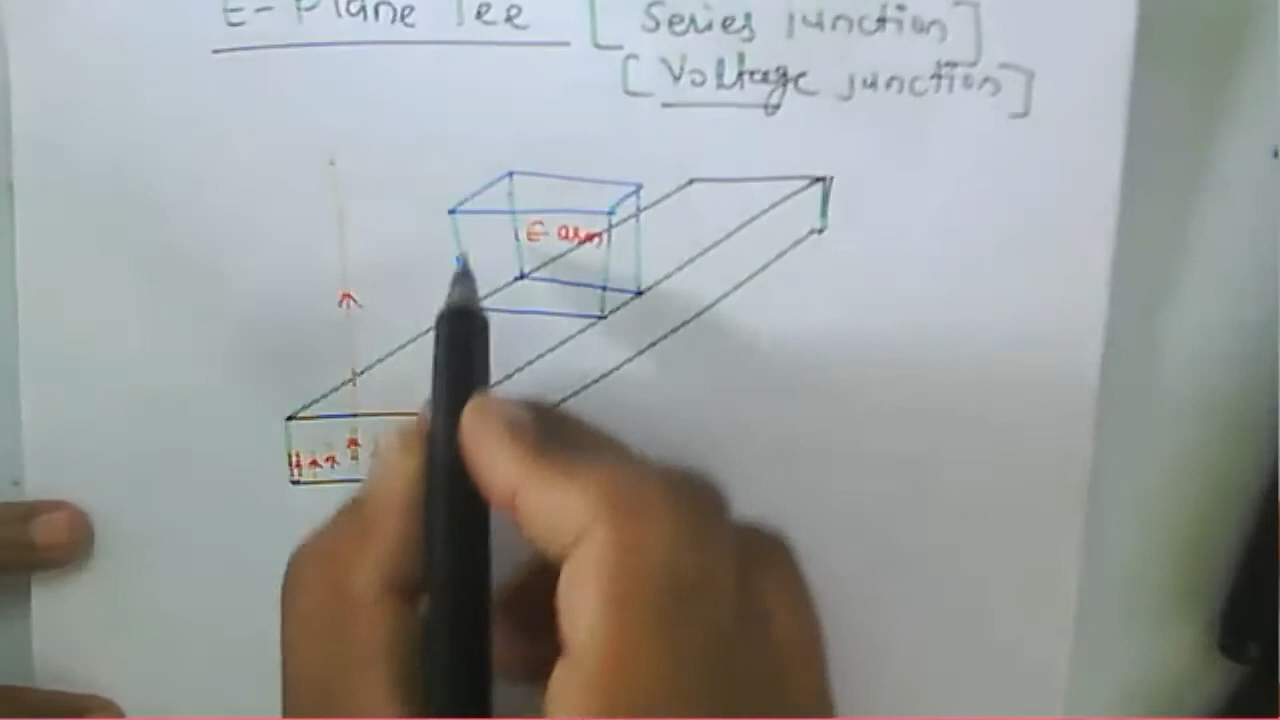 E-Plane Tee [ Series junction ]
[ Voltage junction ]
E arm